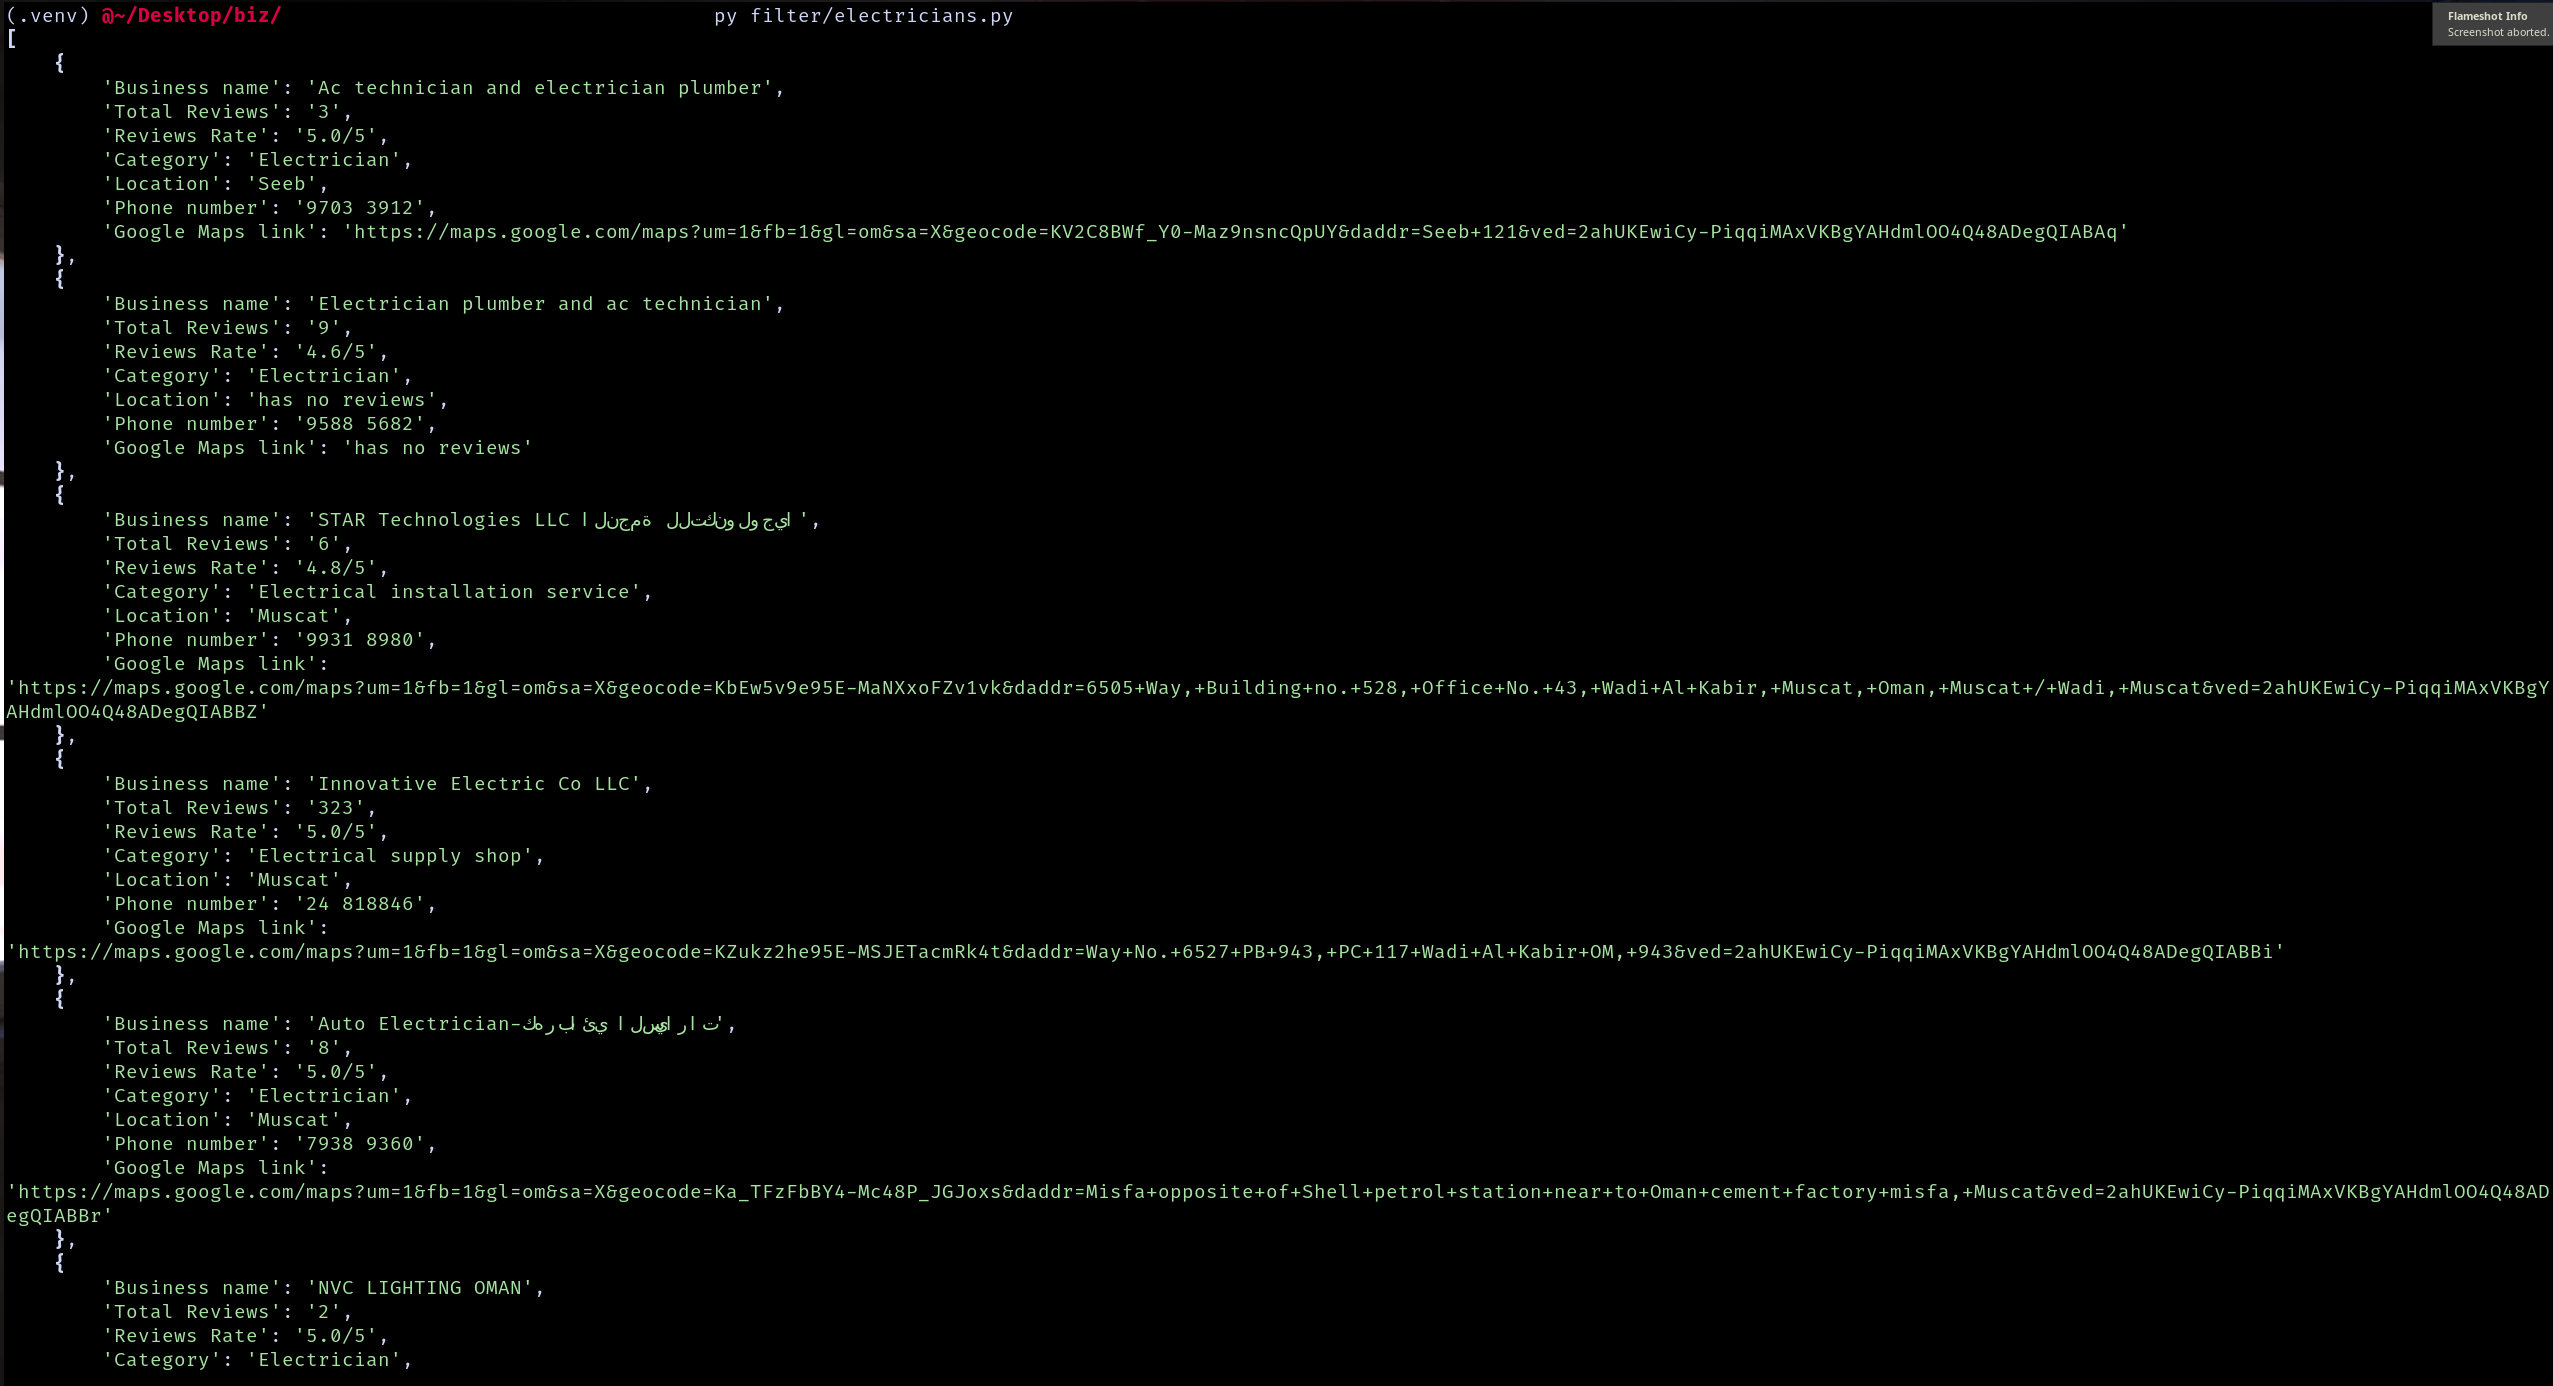 (.venv) @~/Desktop/biz/ py filter/electricians.py
Flameshot Info
Screenshot aborted.
[
{
'Business name': 'Ac technician and electrician plumber',
'Total Reviews': '3',
'Reviews Rate': '5.0/5',
'Category': 'Electrician',
'Location': 'Seeb',
'Phone number': '9703 3912',
'Google Maps link': 'https://maps.google.com/maps?um=1&fb=1&gl=om&sa=X&geocode=KV2C8BWf_Y0-Maz9nsncQpUY&daddr=Seeb+121&ved=2ahUKEwiCy-PiqqiMAxVKBgYAHdmlOO4Q48ADegQIABAq'
},
{
'Business name': 'Electrician plumber and ac technician',
'Total Reviews': '9',
'Reviews Rate': '4.6/5',
'Category': 'Electrician',
'Location': 'has no reviews',
'Phone number': '9588 5682',
'Google Maps link': 'has no reviews'
},
{
'Business name': 'STAR Technologies LLC النجمة للتكنولوجيا',
'Total Reviews': '6',
'Reviews Rate': '4.8/5',
'Category': 'Electrical installation service',
'Location': 'Muscat',
'Phone number': '9931 8980',
'Google Maps link':
'https://maps.google.com/maps?um=1&fb=1&gl=om&sa=X&geocode=KbEw5v9e95E-MaNXxoFZv1vk&daddr=6505+Way,+Building+no.+528,+Office+No.+43,+Wadi+Al+Kabir,+Muscat,+Oman,+Muscat+/+Wadi,+Muscat&ved=2ahUKEwiCy-PiqqiMAxVKBgY
AHdmlOO4Q48ADegQIABBZ'
},
{
'Business name': 'Innovative Electric Co LLC',
'Total Reviews': '323',
'Reviews Rate': '5.0/5',
'Category': 'Electrical supply shop',
'Location': 'Muscat',
'Phone number': '24 818846',
'Google Maps link':
'https://maps.google.com/maps?um=1&fb=1&gl=om&sa=X&geocode=KZukz2he95E-MSJETacmRk4t&daddr=Way+No.+6527+PB+943,+PC+117+Wadi+Al+Kabir+OM,+943&ved=2ahUKEwiCy-PiqqiMAxVKBgYAHdmlOO4Q48ADegQIABBi'
},
{
'Business name': 'Auto Electrician-كهربائي السيارات',
'Total Reviews': '8',
'Reviews Rate': '5.0/5',
'Category': 'Electrician',
'Location': 'Muscat',
'Phone number': '7938 9360',
'Google Maps link':
'https://maps.google.com/maps?um=1&fb=1&gl=om&sa=X&geocode=Ka_TFzFbBY4-Mc48P_JGJoxs&daddr=Misfa+opposite+of+Shell+petrol+station+near+to+Oman+cement+factory+misfa,+Muscat&ved=2ahUKEwiCy-PiqqiMAxVKBgYAHdmlOO4Q48AD
egQIABBr'
},
{
'Business name': 'NVC LIGHTING OMAN',
'Total Reviews': '2',
'Reviews Rate': '5.0/5',
'Category': 'Electrician',